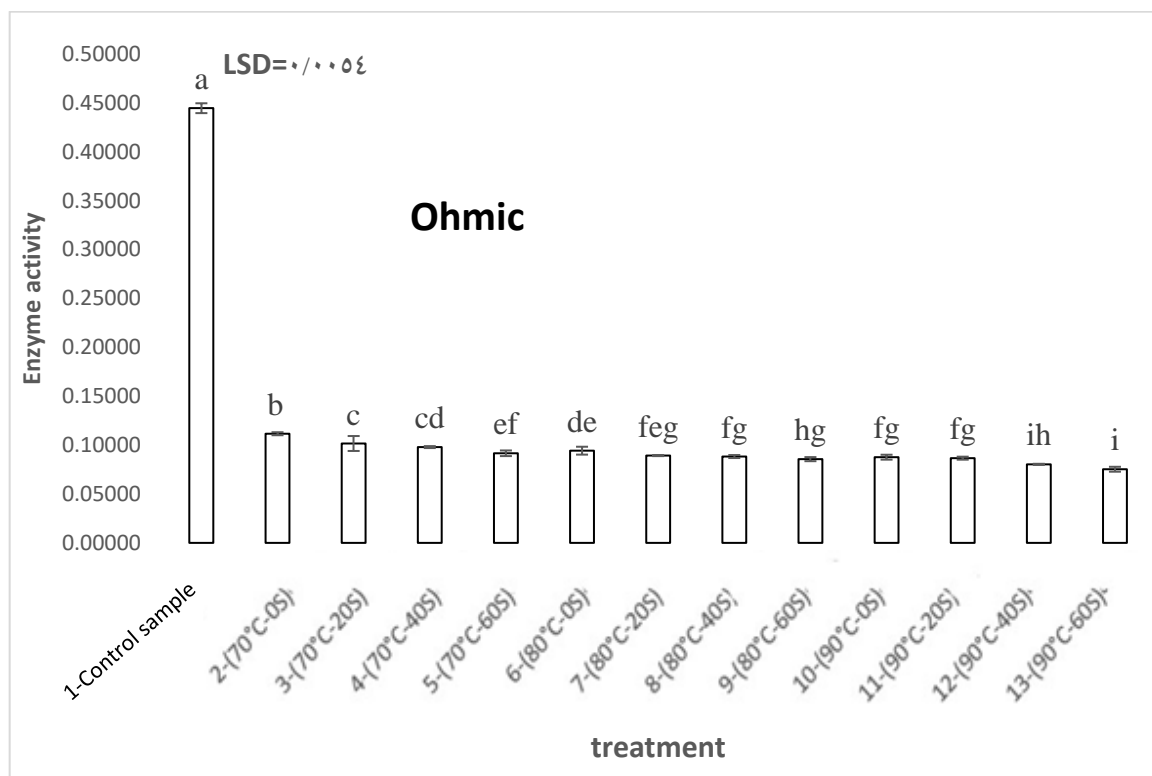 0.50000
LSD=٠/٠٠٥٤
a
0.45000
0.40000
0.35000
Ohmic
0.30000
0.25000
0.20000
0.15000
0.10000
0.05000
0.00000
Enzyme activity
b
c
cd
ef
de
feg
fg
hg
fg
fg
ih
i
1-Control sample
2-(70°C-0S)
3-(70°C-20S)
4-(70°C-40S)
5-(70°C-60S)
6-(80°C-0S)
7-(80°C-20S)
8-(80°C-40S)
9-(80°C-60S)
10-(90°C-0S)
11-(90°C-20S)
12-(90°C-40S)
13-(90°C-60S)-
treatment